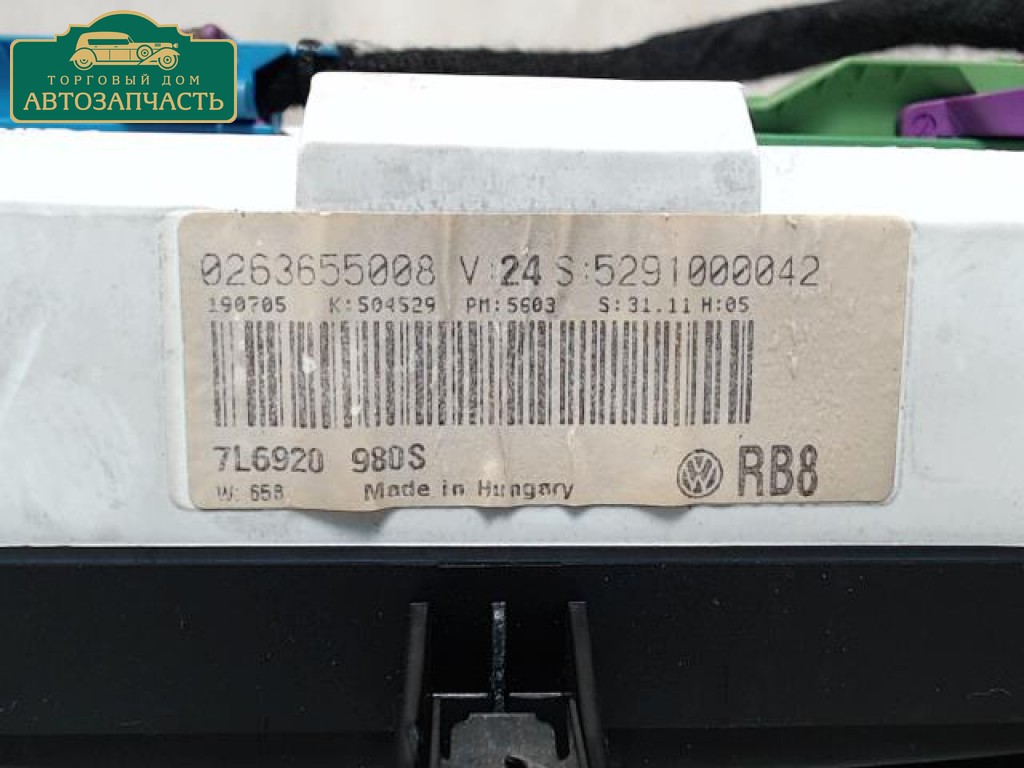 ТОРГОВЫЙ ДОМ
АВТОЗАПЧАСТЬ
0263655008 V:24 S:5291000042
190705 K:504529 PM:5603 S:31.11 H:05
7L6920 980S
RB8
W: 658 Made in Hungary